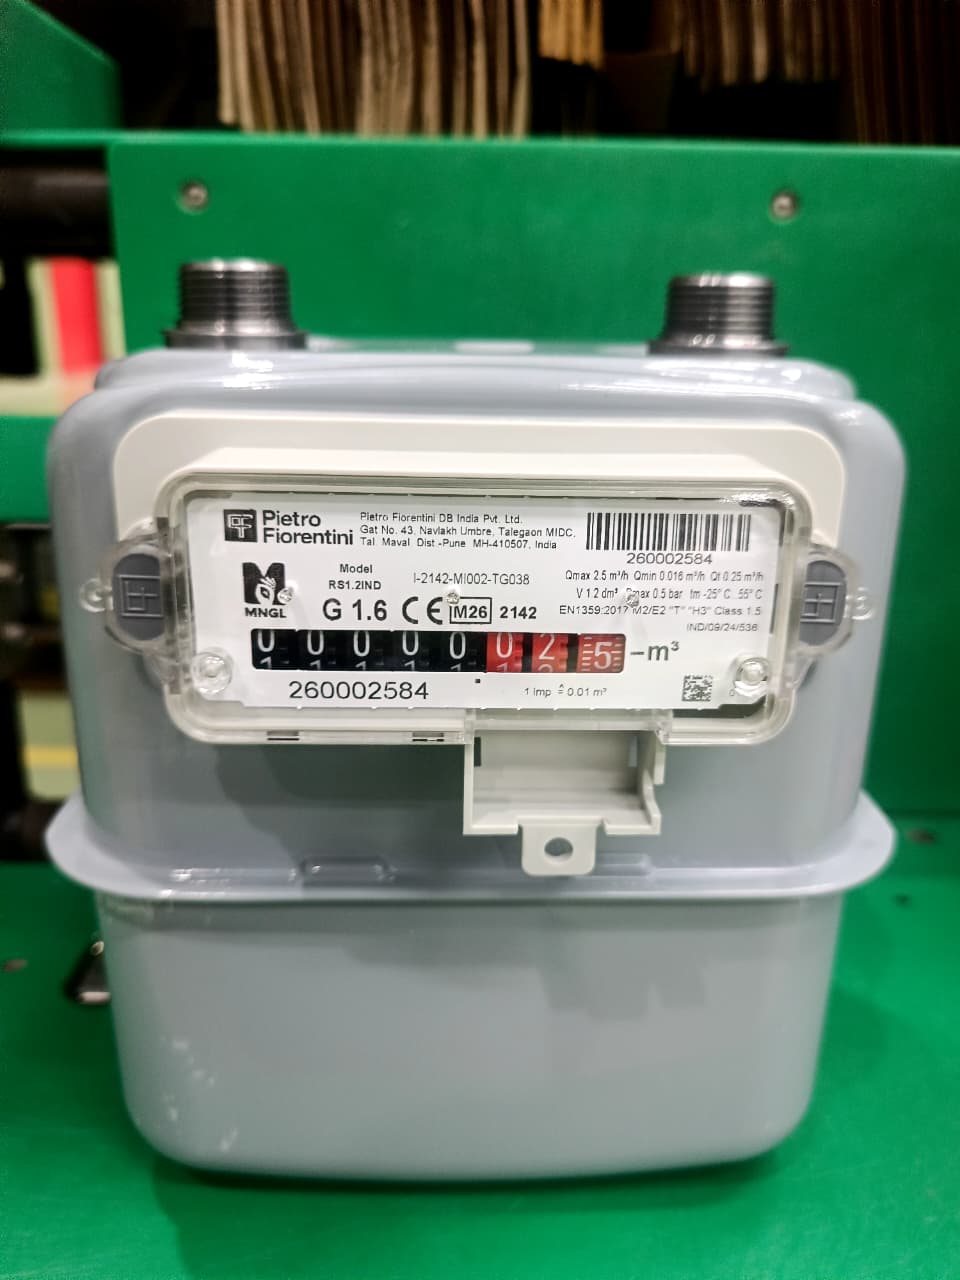 Pietro
Fiorentini
Pietro Fiorentini DB India Pvt. Ltd.
Gat No. 43, Navlakh Umbre, Talegaon MIDC,
Tal. Maval Dist -Pune MH-410507, India
260002584
MNGL
Model
RS1.2IND
I-2142-MI002-TG038
G 1.6 CE M26 2142
Qmax 2.5 m³/h Qmin 0.016 m³/h Qt 0.25 m³/h
V 1.2 dm³ Pmax 0.5 bar tm -25° C 55° C
EN1359:2017 M2/E2 "T" "H3" Class 1.5
IND/09/24/536
0 0 0 0 0 0 2 5 m³
260002584
1 imp ≙ 0.01 m³